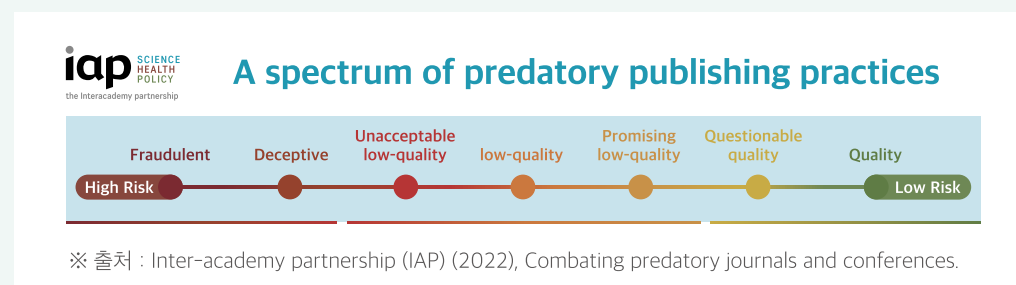 iap SCIENCE
HEALTH
POLICY
the Interacademy partnership
A spectrum of predatory publishing practices
Fraudulent
Deceptive
Unacceptable
low-quality
low-quality
Promising
low-quality
Questionable
quality
Quality
High Risk
Low Risk
※ 출처 : Inter-academy partnership (IAP) (2022), Combating predatory journals and conferences.